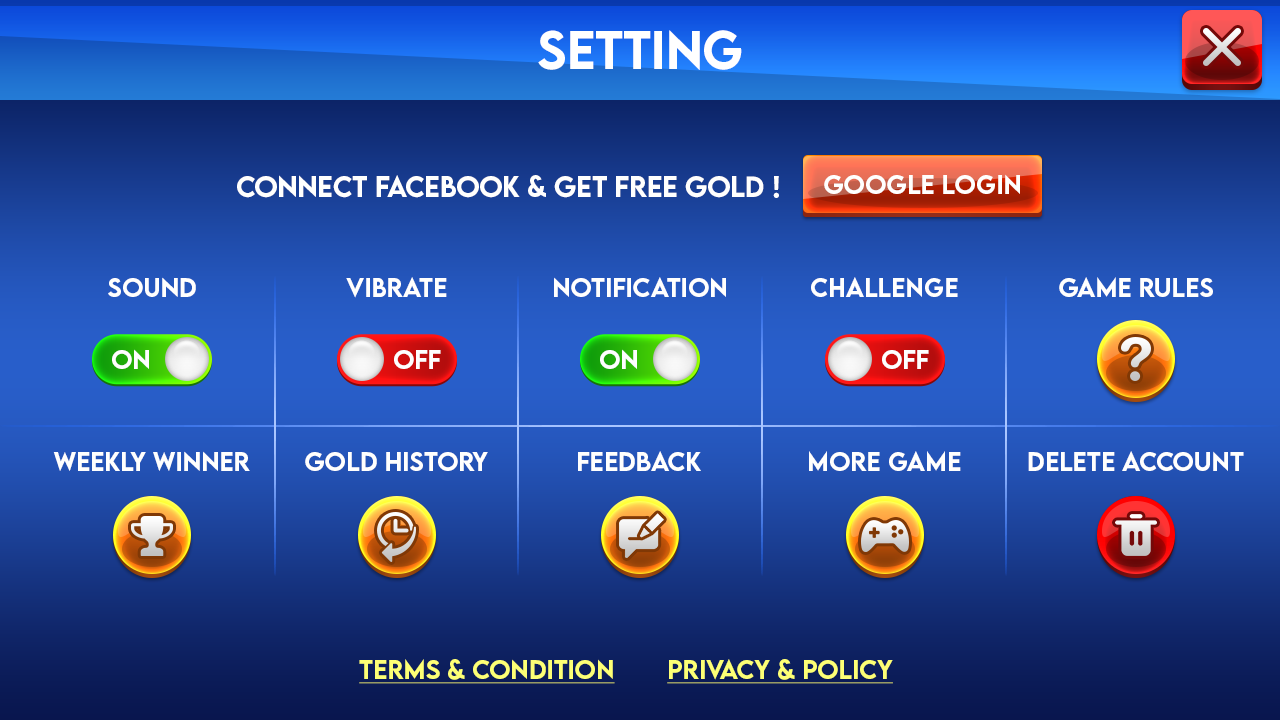 SETTING
CONNECT FACEBOOK & GET FREE GOLD !
GOOGLE LOGIN
SOUND
VIBRATE
NOTIFICATION
CHALLENGE
GAME RULES
ON
OFF
ON
OFF
?
WEEKLY WINNER
GOLD HISTORY
FEEDBACK
MORE GAME
DELETE ACCOUNT
TERMS & CONDITION
PRIVACY & POLICY